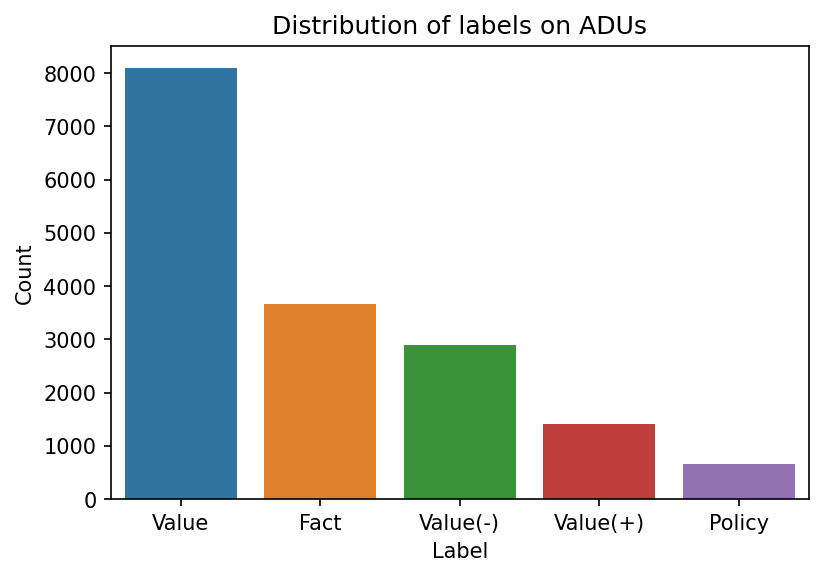 Distribution of labels on ADUs
Count
8000
7000
6000
5000
4000
3000
2000
1000
0
Value Fact Value(-) Value(+) Policy
Label